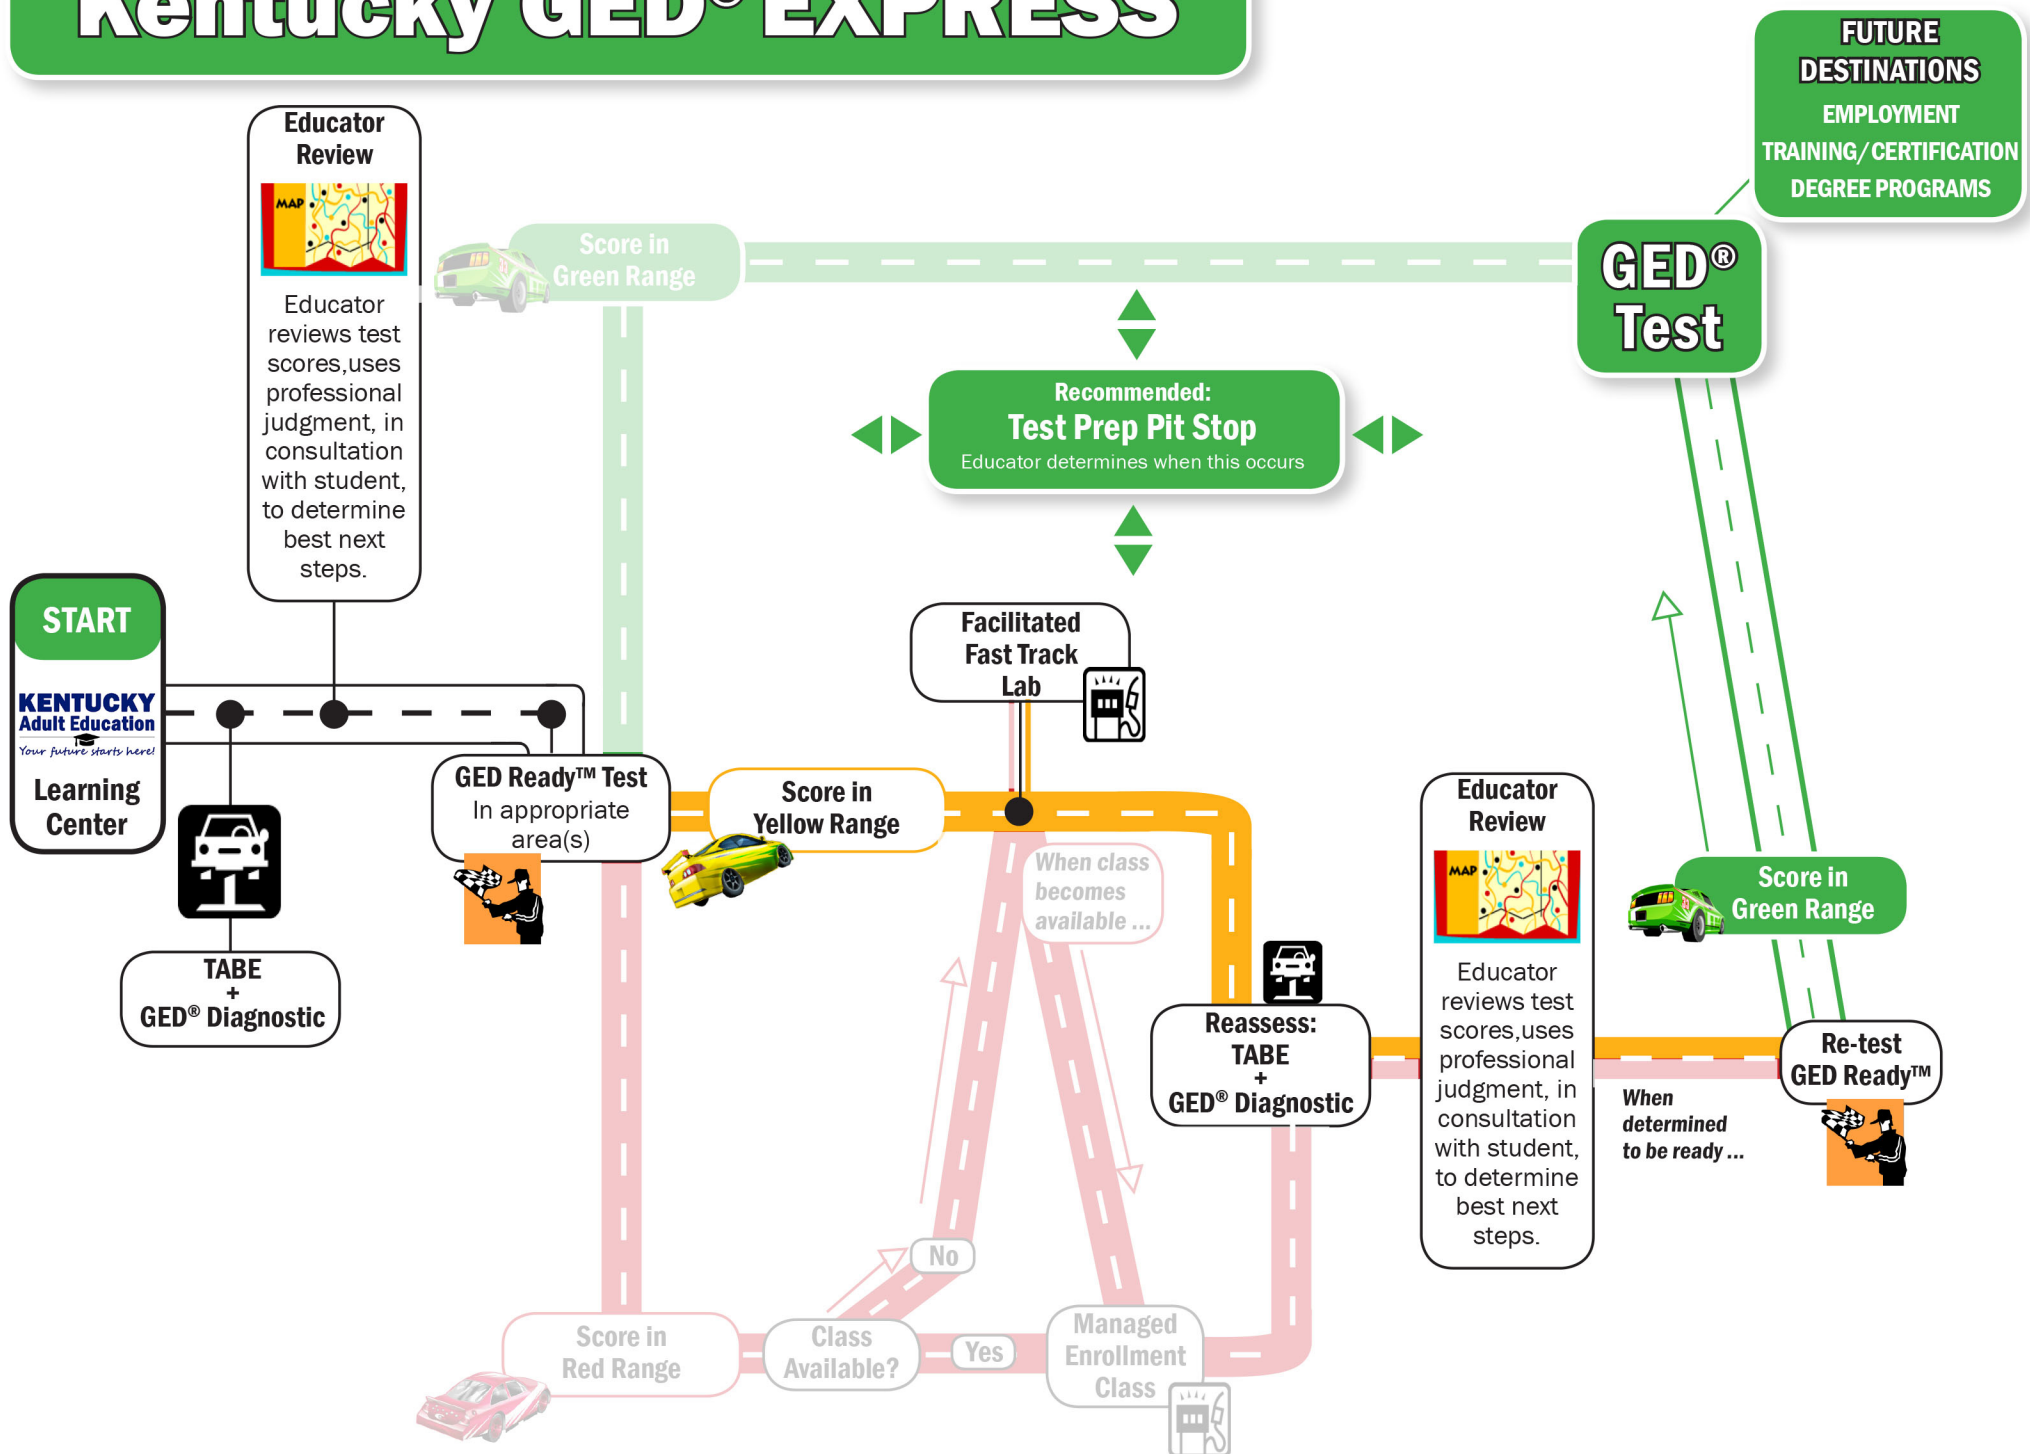 Kentucky GED® EXPRESS
FUTURE
DESTINATIONS
EMPLOYMENT
TRAINING/CERTIFICATION
DEGREE PROGRAMS
Educator
Review
MAP
Educator
reviews test
scores,uses
professional
judgment, in
consultation
with student,
to determine
best next
steps.
Score in
Green Range
GED®
Test
Recommended:
Test Prep Pit Stop
Educator determines when this occurs
START
KENTUCKY
Adult Education
Your future starts here!
Learning
Center
TABE
+
GED® Diagnostic
GED Ready™ Test
In appropriate
area(s)
Score in
Yellow Range
Facilitated
Fast Track
Lab
When class
becomes
available ...
Reassess:
TABE
+
GED® Diagnostic
Educator
Review
MAP
Educator
reviews test
scores,uses
professional
judgment, in
consultation
with student,
to determine
best next
steps.
Score in
Green Range
Re-test
GED Ready™
When
determined
to be ready ...
No
Score in
Red Range
Class
Available?
Yes
Managed
Enrollment
Class